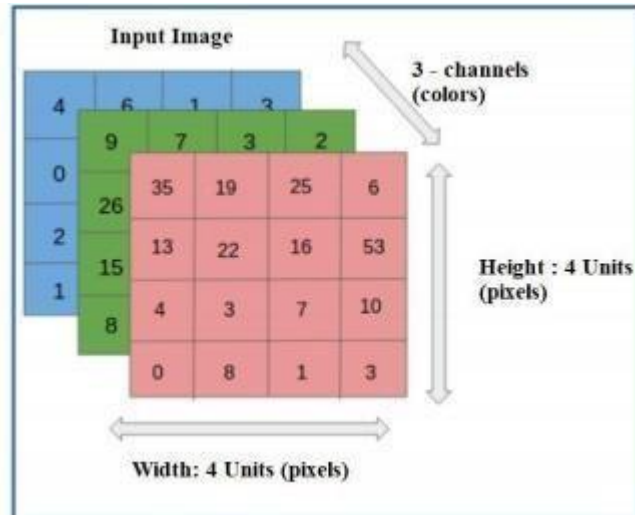 Input Image
3 - channels
(colors)
4 6 1 3
0
2
1
9 7 3 2
26
15
8
35 19 25 6
13 22 16 53
4 3 7 10
0 8 1 3
Height : 4 Units
(pixels)
Width: 4 Units (pixels)